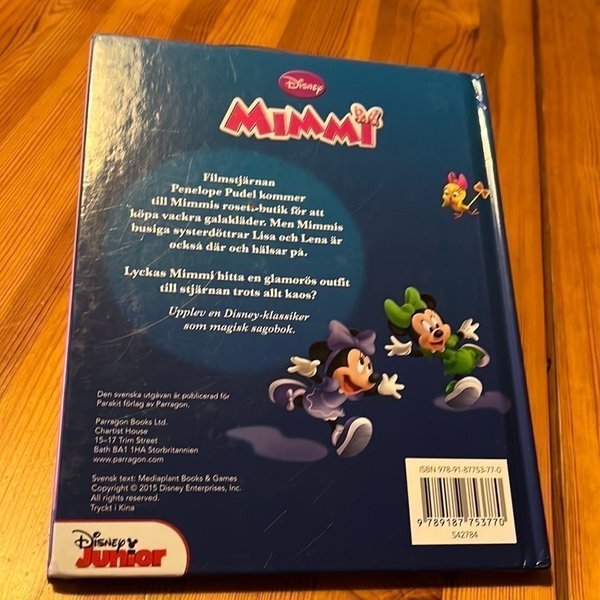 Disney
MIMMI
Filmstjärnan
Penelope Pudel kommer
till Mimmis rosett-butik för att
köpa vackra galakläder. Men Mimmis
busiga systerdöttrar Lisa och Lena är
också där och hälsar på.
Lyckas Mimmi hitta en glamorös outfit
till stjärnan trots allt kaos?
Upplev en Disney-klassiker
som magisk sagobok.
Den svenska utgåvan är publicerad för
Parakit förlag av Parragon.
Parragon Books Ltd.
Chartist House
15–17 Trim Street
Bath BA1 1HA Storbritannien
www.parragon.com
Svensk text: Mediaplant Books & Games
Copyright © 2015 Disney Enterprises, Inc.
All rights reserved.
Tryckt i Kina
ISBN 978-91-87753-77-0
9 789187 753770
S42784
Disney
Junior